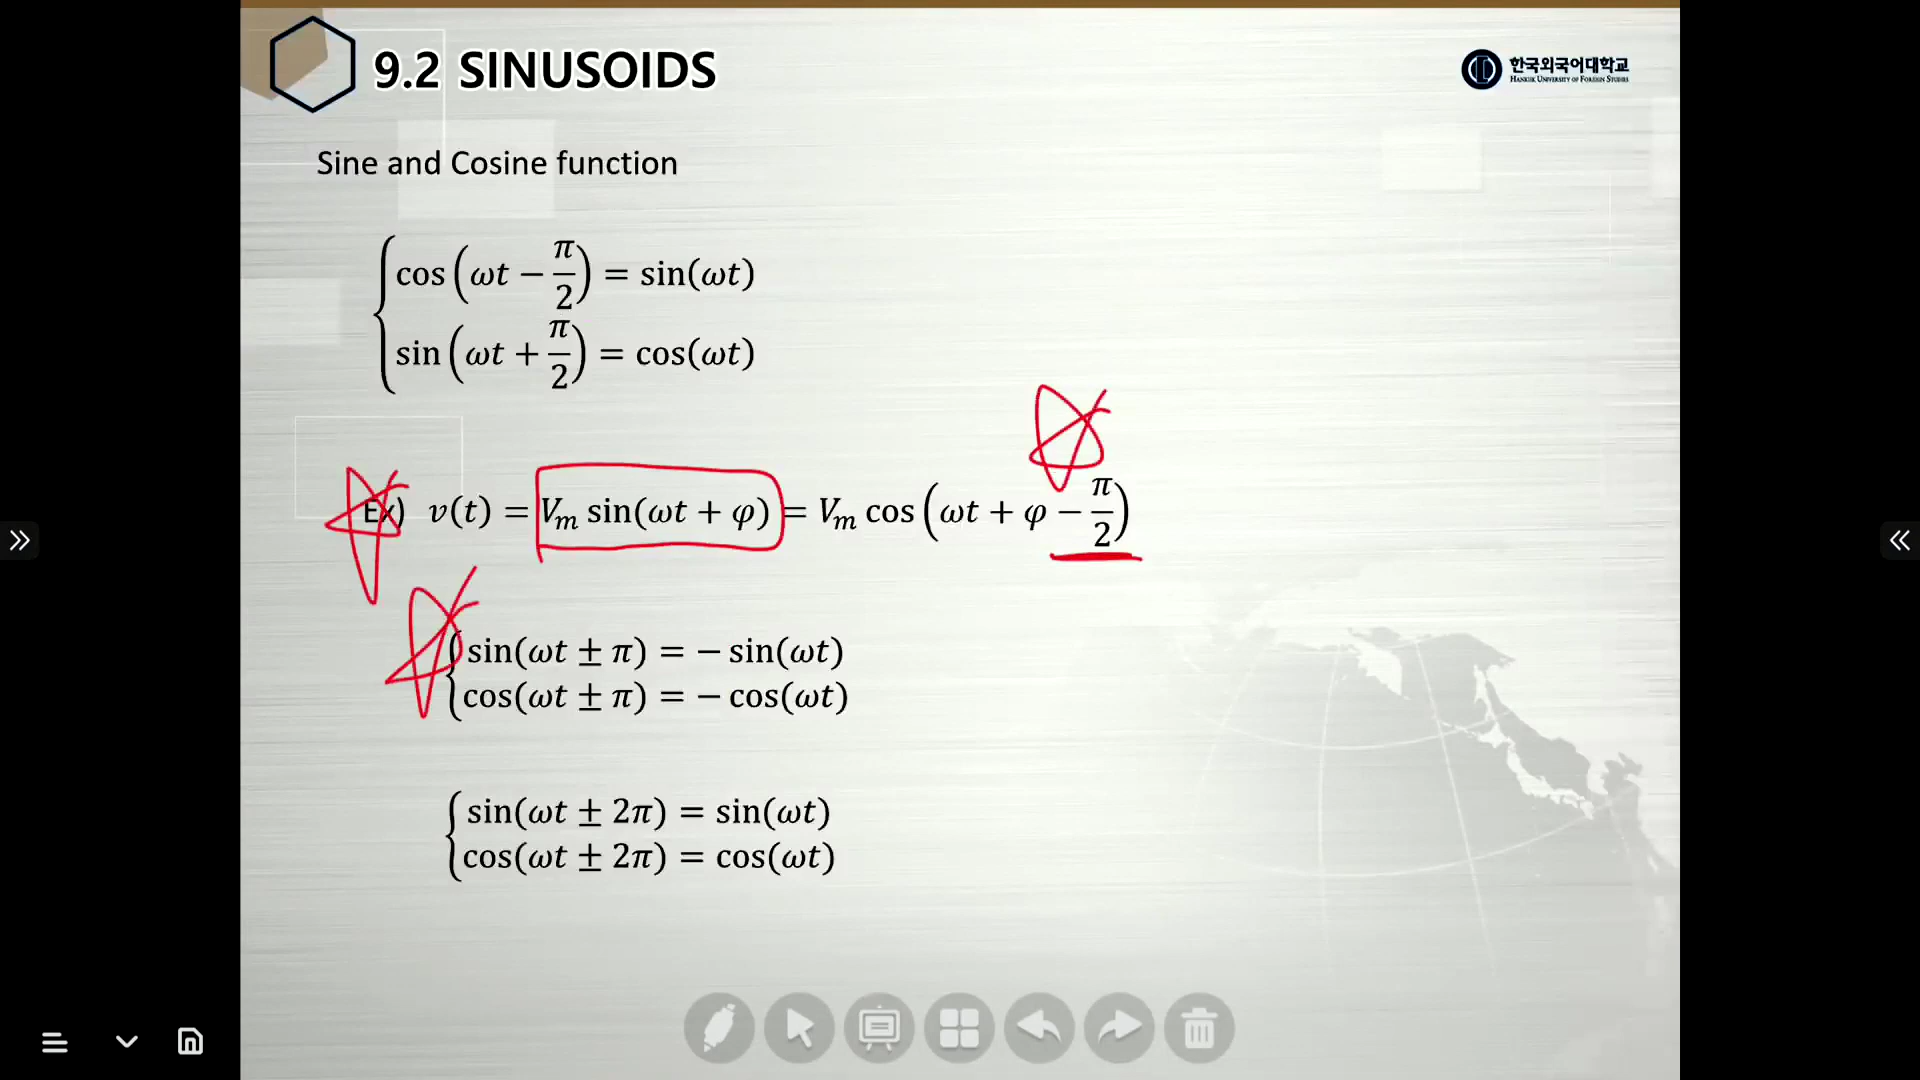 9.2 SINUSOIDS
한국외국어대학교
HANKUK UNIVERSITY OF FOREIGN STUDIES
Sine and Cosine function
cos(ωt − π/2) = sin(ωt)
sin(ωt + π/2) = cos(ωt)
Ex) v(t) = Vₘ sin(ωt + φ) = Vₘ cos(ωt + φ − π/2)
sin(ωt ± π) = − sin(ωt)
cos(ωt ± π) = − cos(ωt)
sin(ωt ± 2π) = sin(ωt)
cos(ωt ± 2π) = cos(ωt)